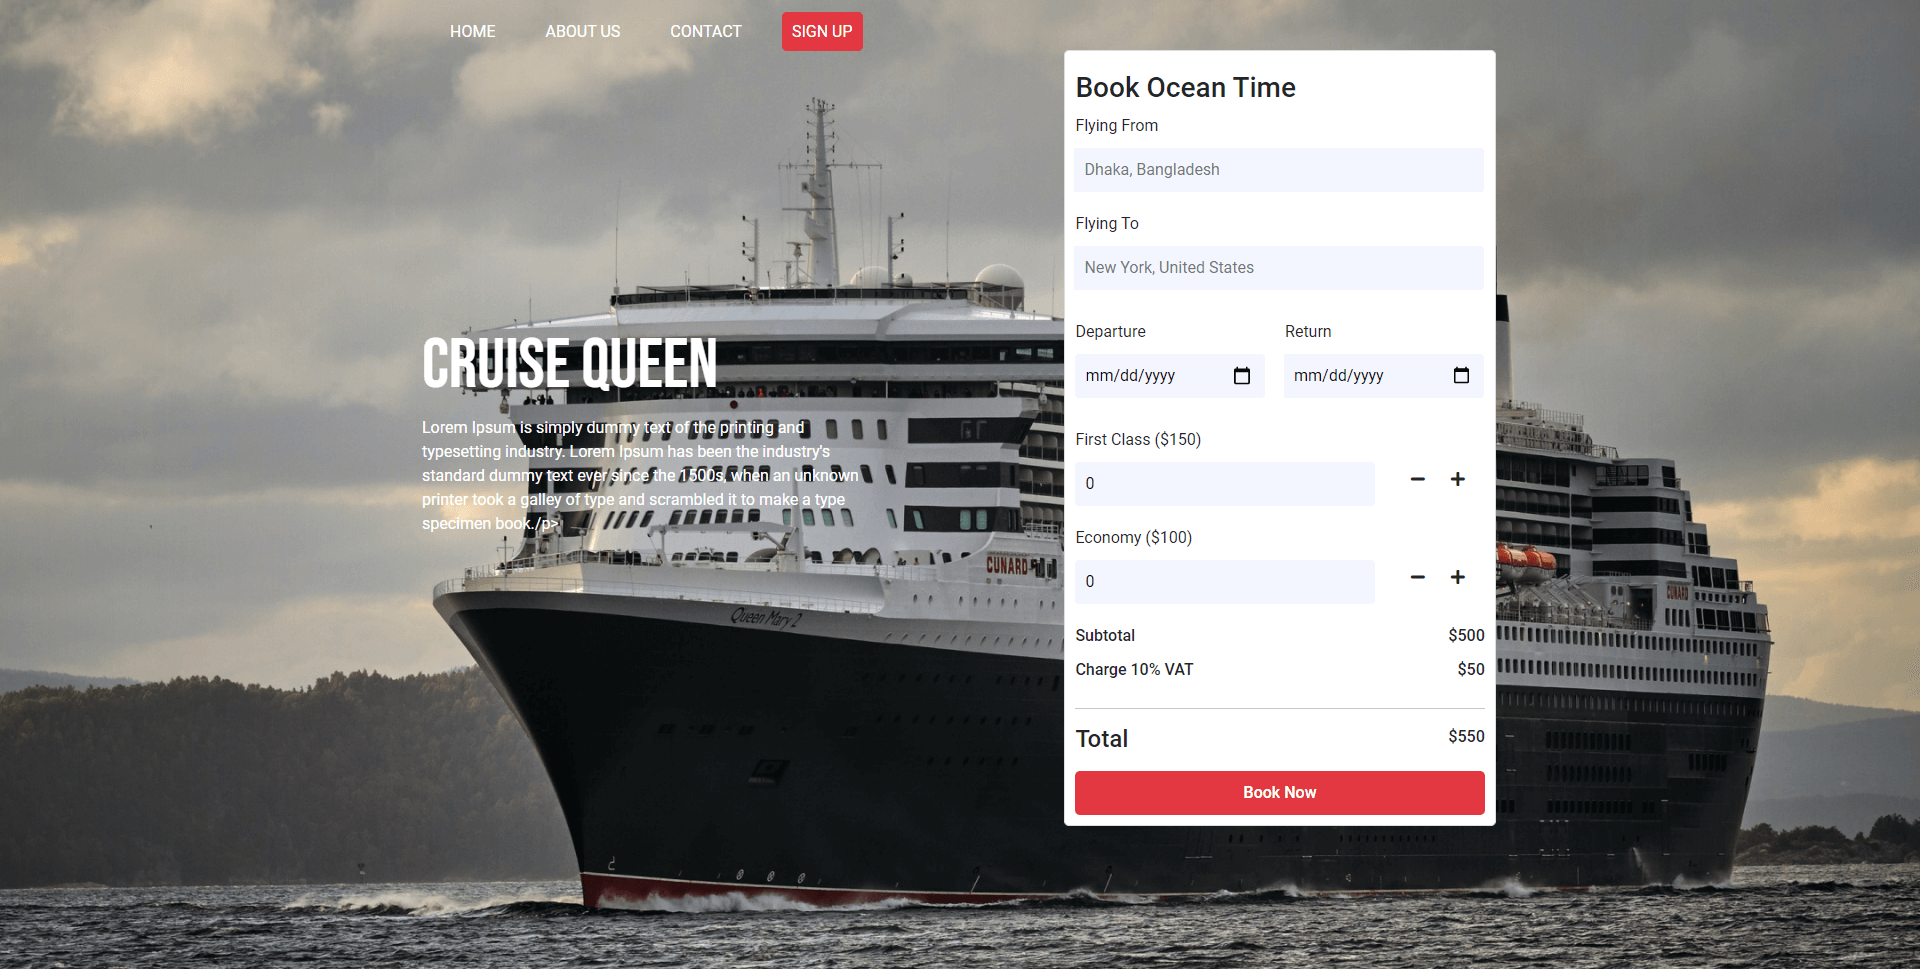 HOME ABOUT US CONTACT SIGN UP
CRUISE QUEEN
Lorem Ipsum is simply dummy text of the printing and
typesetting industry. Lorem Ipsum has been the industry's
standard dummy text ever since the 1500s, when an unknown
printer took a galley of type and scrambled it to make a type
specimen book./p>
CUNARD
Queen Mary 2
Book Ocean Time
Flying From
Dhaka, Bangladesh
Flying To
New York, United States
Departure Return
mm/dd/yyyy mm/dd/yyyy
First Class ($150)
0
Economy ($100)
0
Subtotal $500
Charge 10% VAT $50
Total $550
Book Now
CUNARD